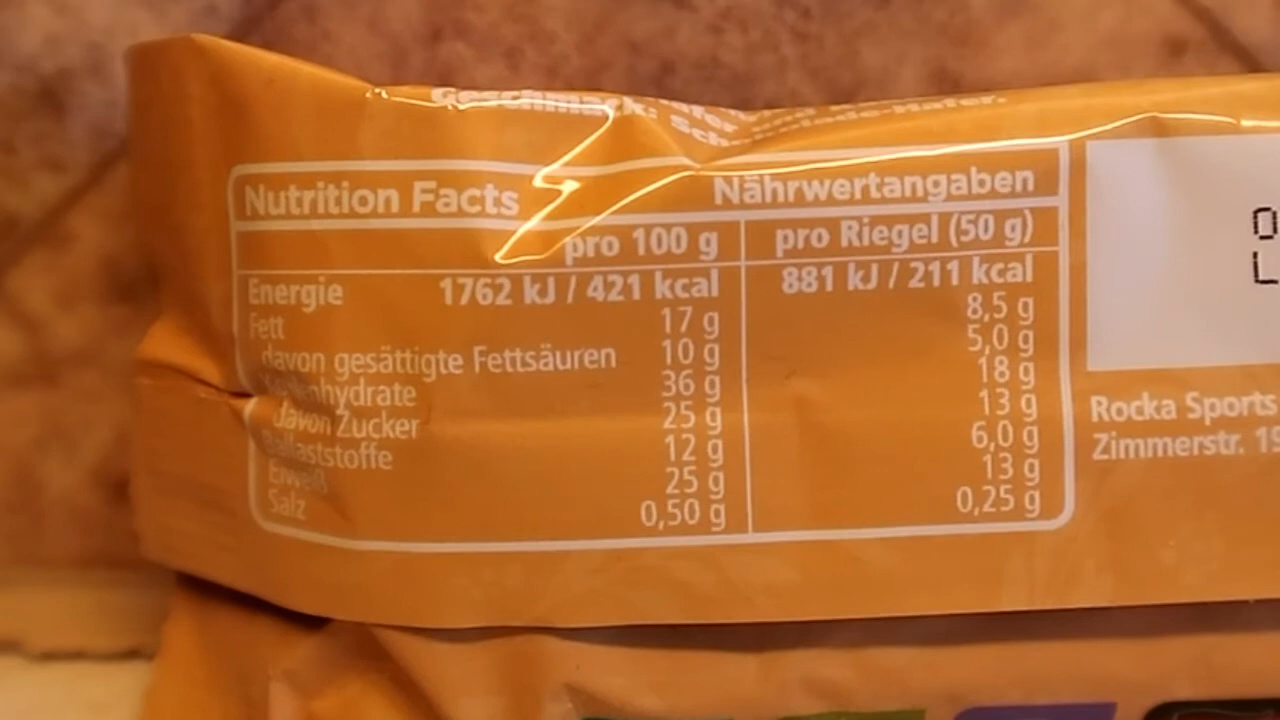 Geschmack:
Nutrition Facts Nährwertangaben
pro 100 g pro Riegel (50 g)
Energie 1762 kJ / 421 kcal 881 kJ / 211 kcal
Fett 17 g 8,5 g
davon gesättigte Fettsäuren 10 g 5,0 g
Kohlenhydrate 36 g 18 g
davon Zucker 25 g 13 g
Ballaststoffe 12 g 6,0 g
Eiweiß 25 g 13 g
Salz 0,50 g 0,25 g
Rocka Sports
Zimmerstr.